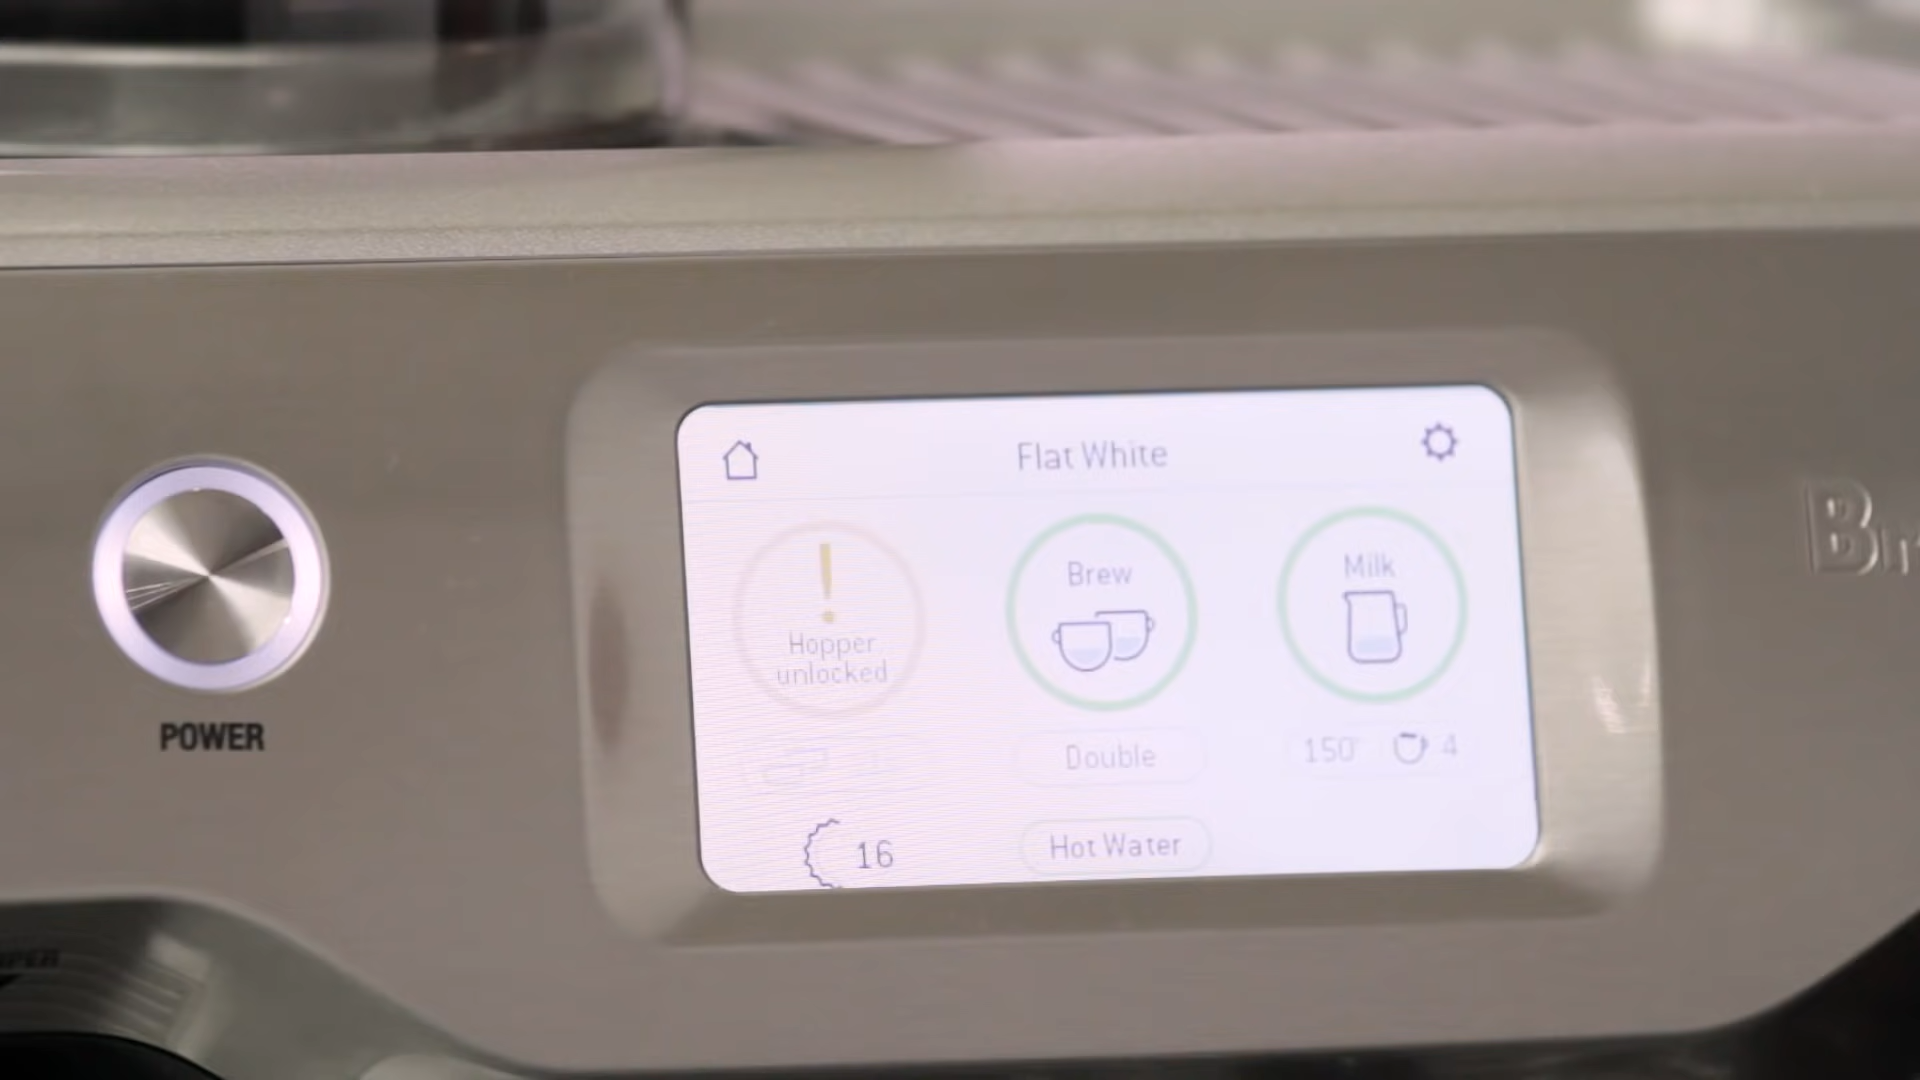 Flat White
Brew
Milk
Hopper
unlocked
Double
150° 4
16
Hot Water
POWER